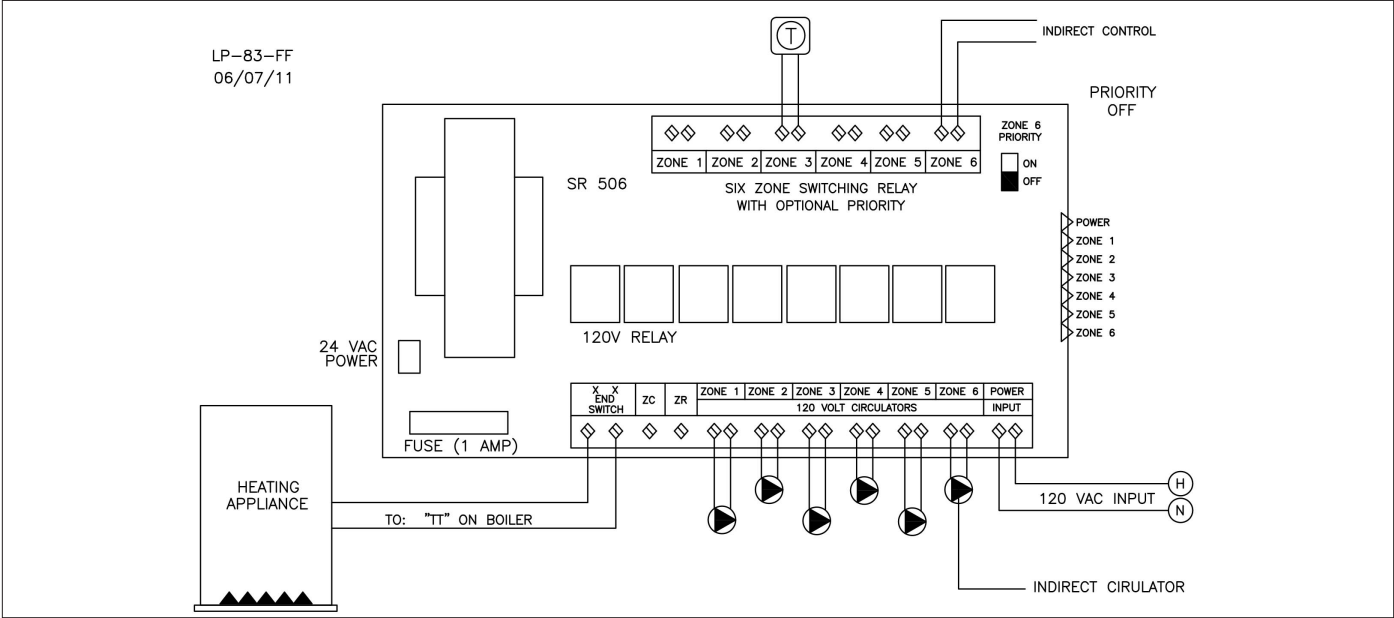 LP-83-FF
06/07/11
T
INDIRECT CONTROL
PRIORITY
OFF
ZONE 6
PRIORITY
ON
OFF
ZONE 1 ZONE 2 ZONE 3 ZONE 4 ZONE 5 ZONE 6
SR 506
SIX ZONE SWITCHING RELAY
WITH OPTIONAL PRIORITY
POWER
ZONE 1
ZONE 2
ZONE 3
ZONE 4
ZONE 5
ZONE 6
120V RELAY
24 VAC
POWER
FUSE (1 AMP)
X X
END
SWITCH
ZC
ZR
ZONE 1 ZONE 2 ZONE 3 ZONE 4 ZONE 5 ZONE 6
120 VOLT CIRCULATORS
POWER
INPUT
HEATING
APPLIANCE
TO: "TT" ON BOILER
120 VAC INPUT
H
N
INDIRECT CIRULATOR